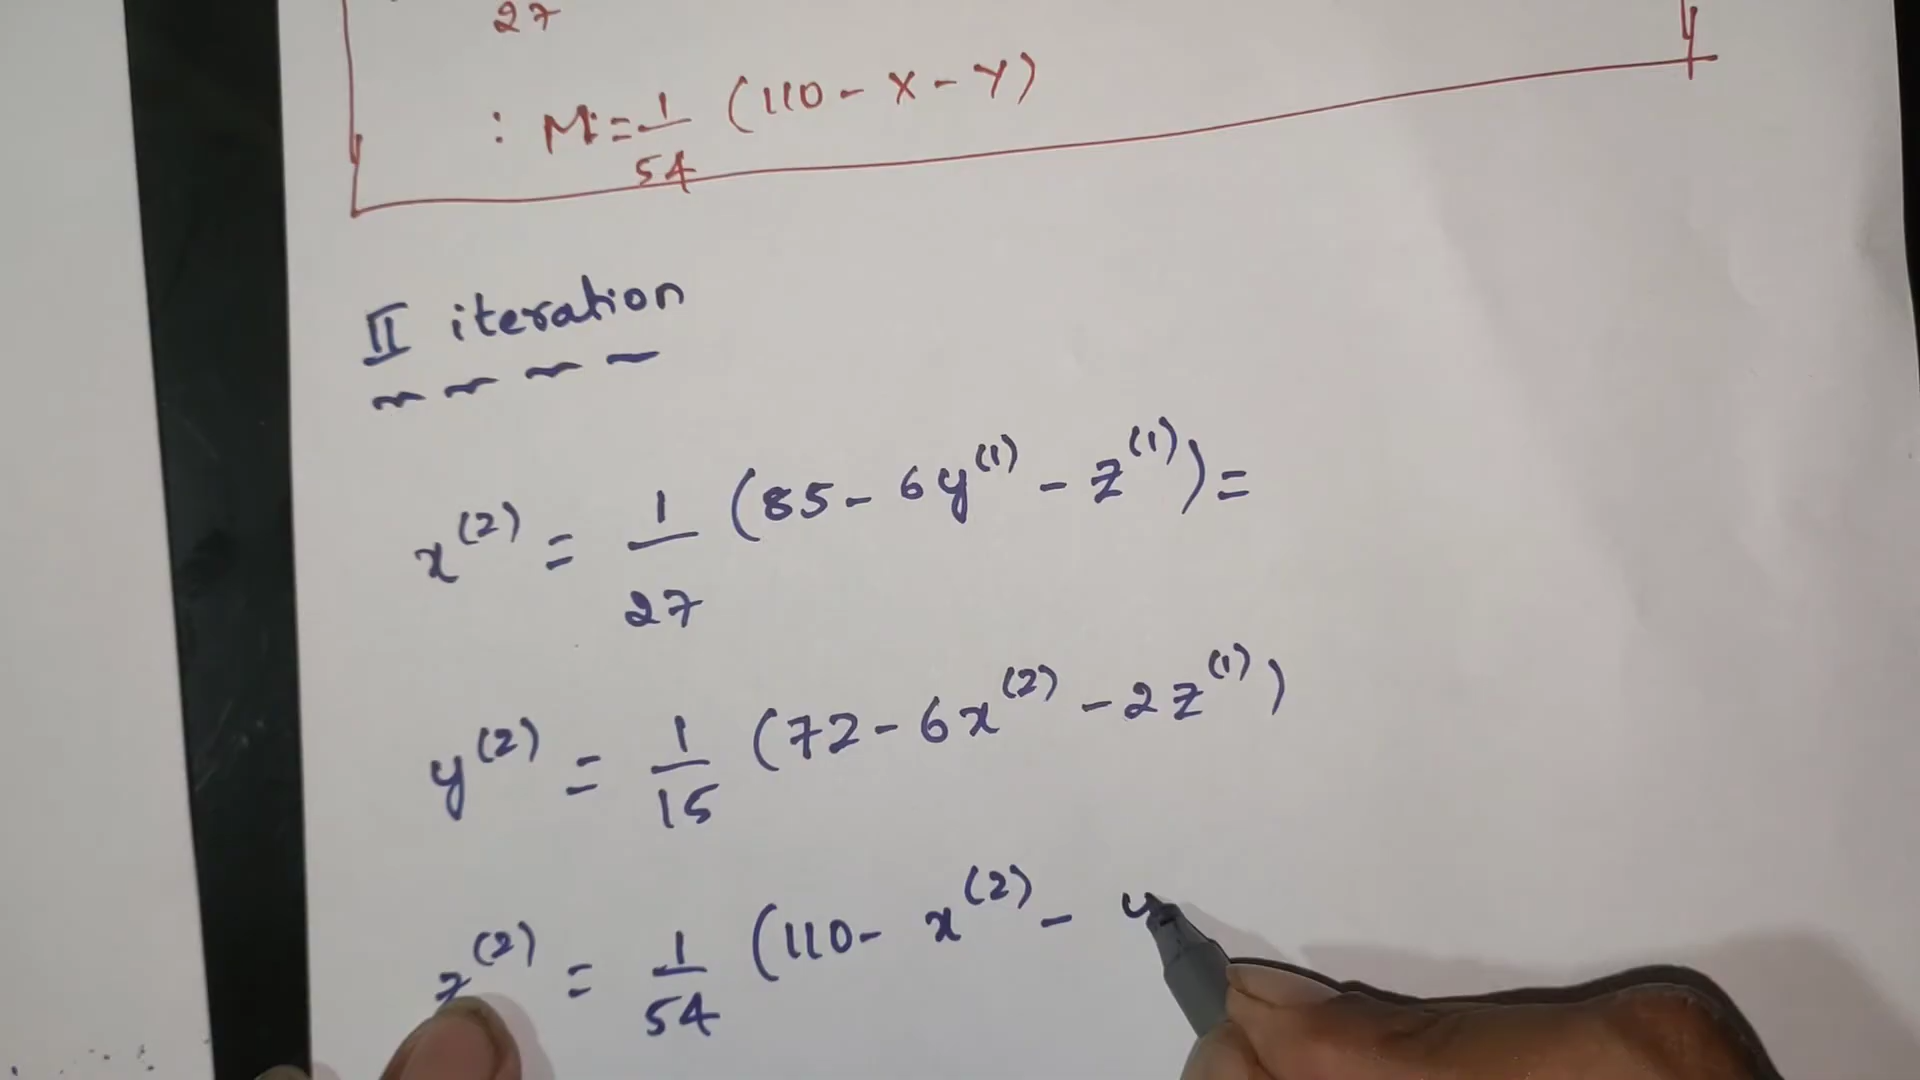 27
: M = 1/54 (110 - X - Y)
y
II iteration
x^(2) = 1/27 (85 - 6y^(1) - z^(1)) =
y^(2) = 1/15 (72 - 6x^(2) - 2z^(1))
z^(2) = 1/54 (110 - x^(2) - y